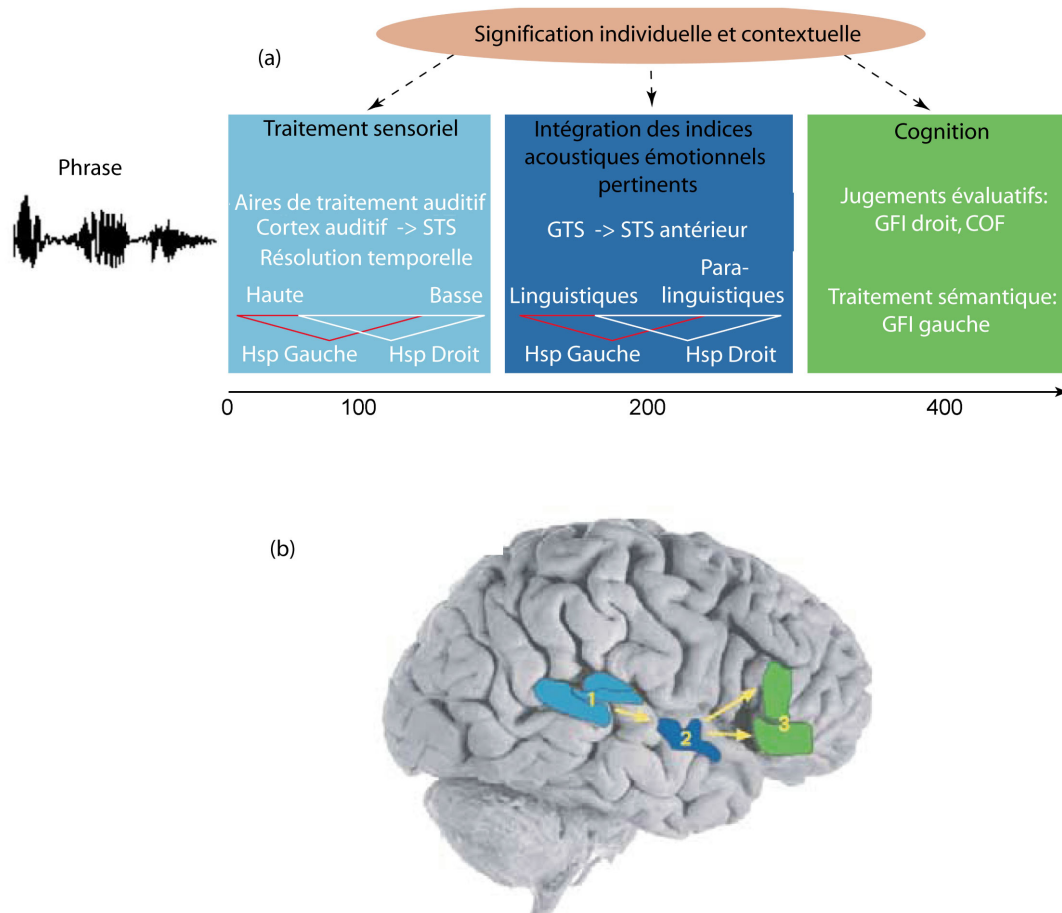 Signification individuelle et contextuelle
(a)
Phrase
Traitement sensoriel
Aires de traitement auditif
Cortex auditif -> STS
Résolution temporelle
Haute
Basse
Hsp Gauche
Hsp Droit
Intégration des indices
acoustiques émotionnels
pertinents
GTS -> STS antérieur
Linguistiques
Para-
linguistiques
Hsp Gauche
Hsp Droit
Cognition
Jugements évaluatifs:
GFI droit, COF
Traitement sémantique:
GFI gauche
0
100
200
400
(b)
1
2
3